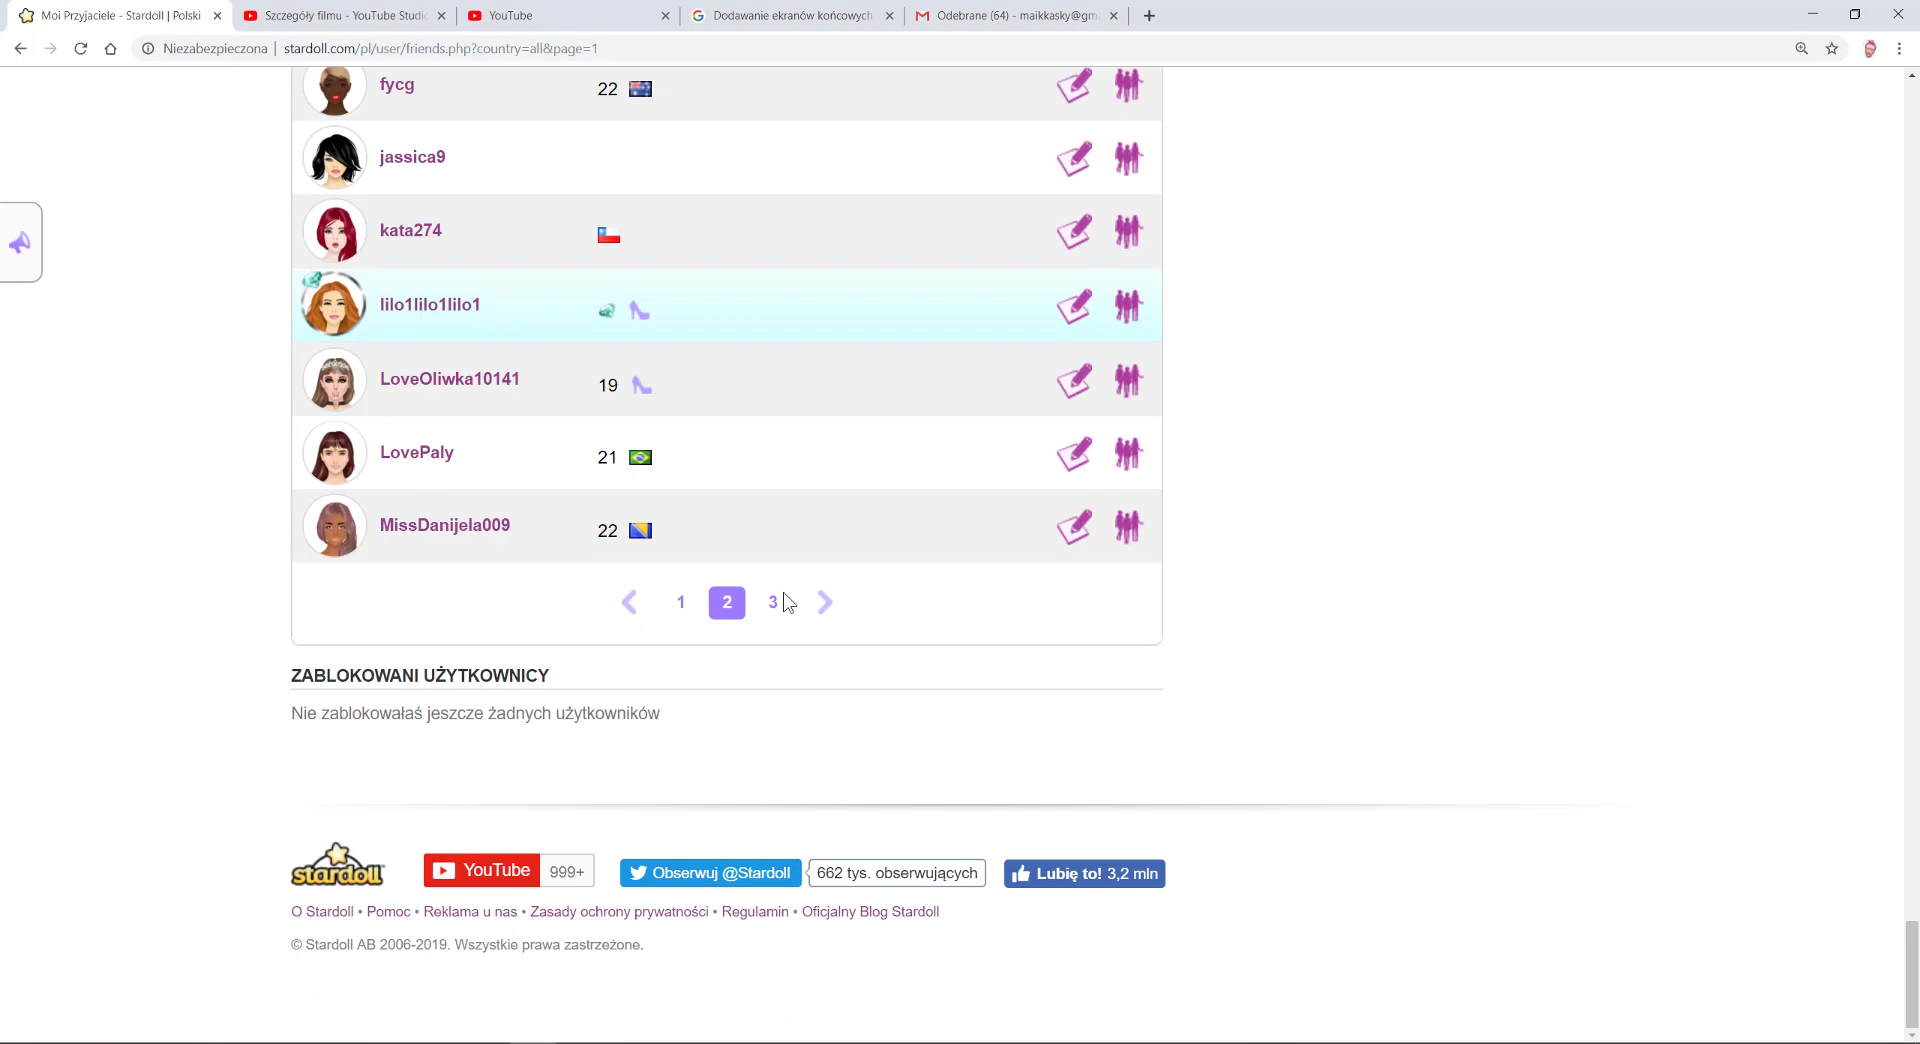 Moi Przyjaciele - Stardoll | Polski
Szczegóły filmu - YouTube Studio
YouTube
Dodawanie ekranów końcowych
Odebrane (64) - maikkasky@gm
Niezabezpieczona | stardoll.com/pl/user/friends.php?country=all&page=1
fycg 22
jassica9
kata274
lilo1lilo1lilo1
LoveOliwka10141 19
LovePaly 21
MissDanijela009 22
1 2 3
ZABLOKOWANI UŻYTKOWNICY
Nie zablokowałaś jeszcze żadnych użytkowników
stardoll YouTube 999+ Obserwuj @Stardoll 662 tys. obserwujących Lubię to! 3,2 mln
O Stardoll • Pomoc • Reklama u nas • Zasady ochrony prywatności • Regulamin • Oficjalny Blog Stardoll
© Stardoll AB 2006-2019. Wszystkie prawa zastrzeżone.